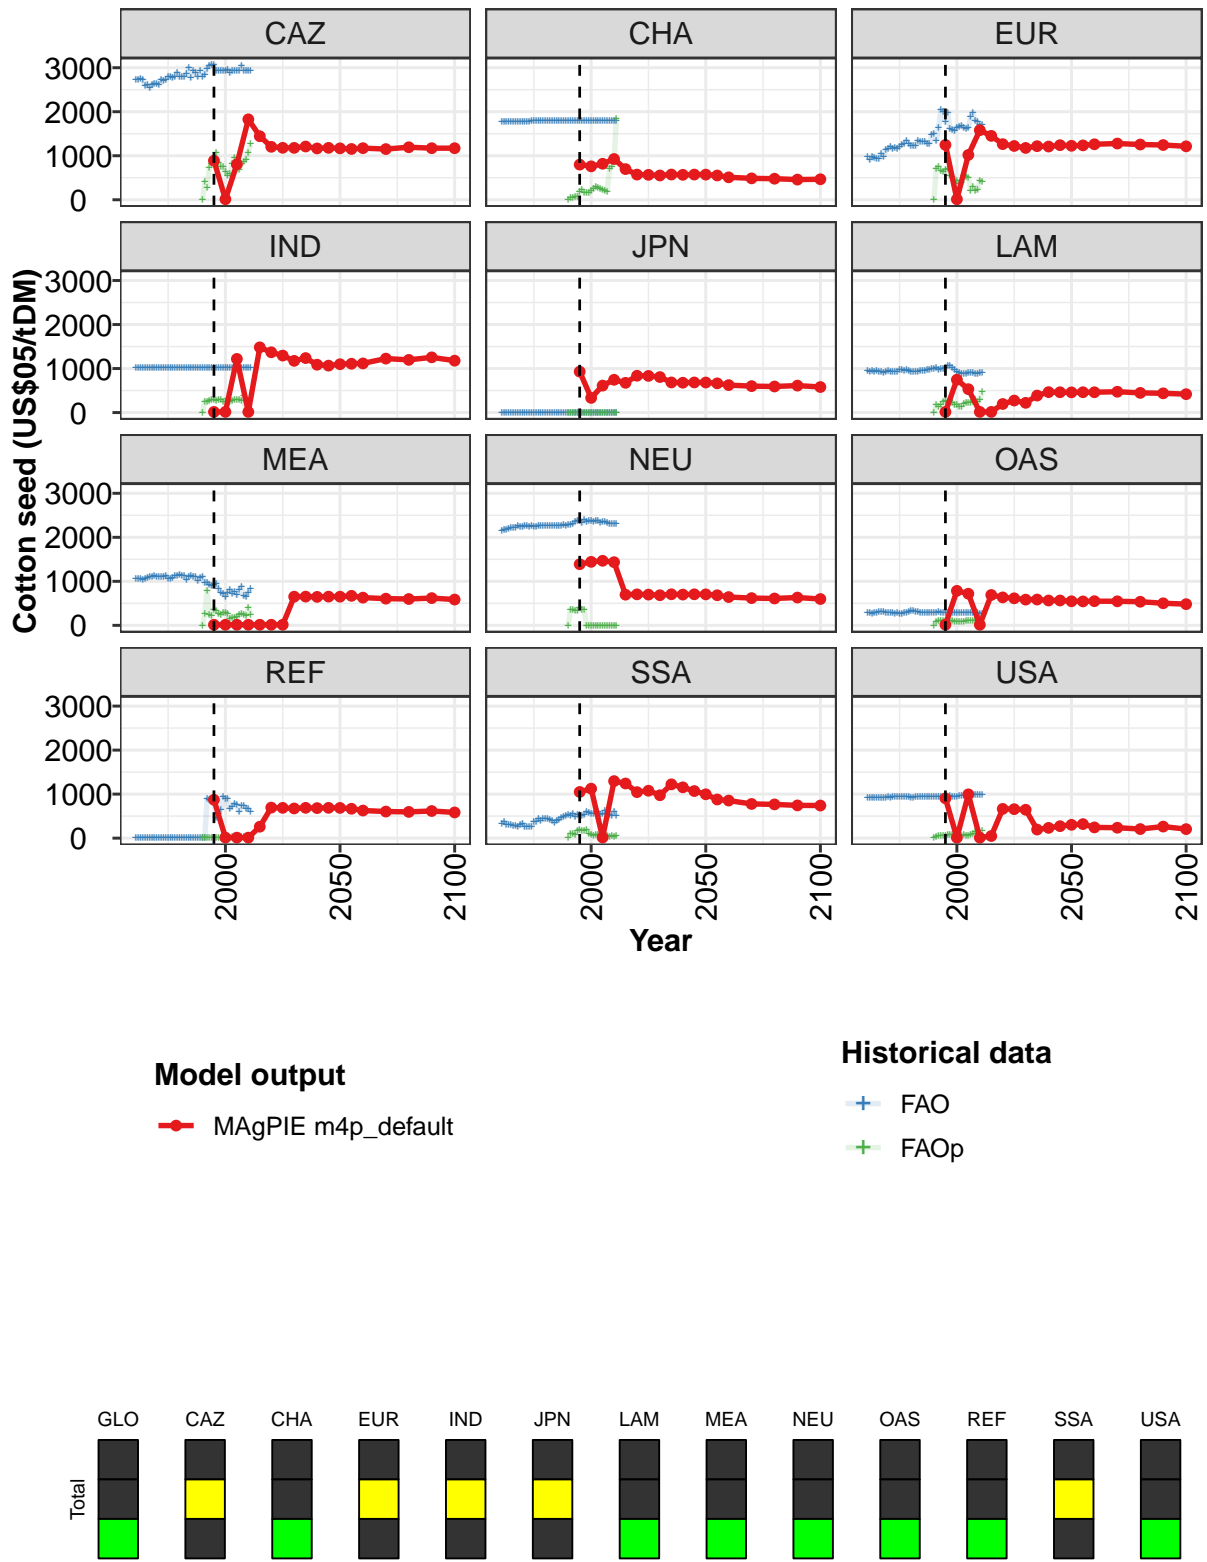 CAZ CHA EUR
3000
2000
1000
0
IND JPN LAM
3000
2000
1000
0
MEA NEU OAS
3000
2000
1000
0
REF SSA USA
3000
2000
1000
0
Cotton seed (US$05/tDM)
2000 2050 2100 2000 2050 2100 2000 2050 2100
Year
Model output
MAgPIE m4p_default
Historical data
FAO
FAOp
GLO CAZ CHA EUR IND JPN LAM MEA NEU OAS REF SSA USA
Total